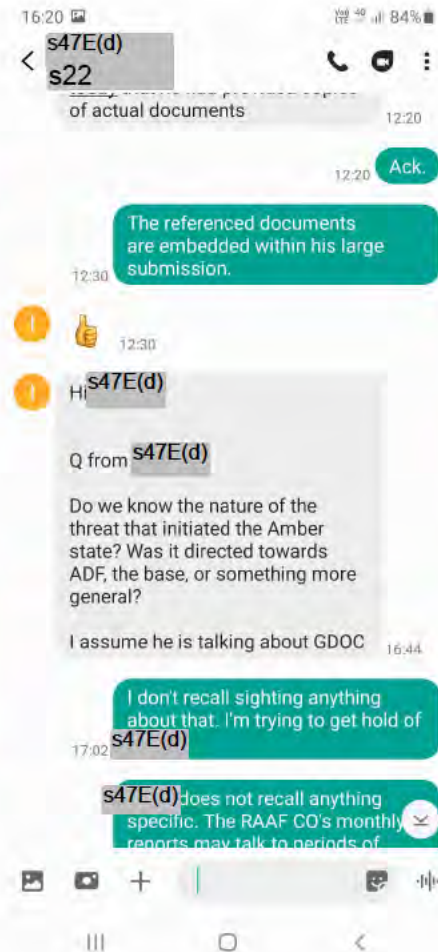 16:20 84%
s47E(d)
s22
of actual documents
12:20
12:20 Ack.
The referenced documents
are embedded within his large
12:30 submission.
12:30
Hi s47E(d)
Q from s47E(d)
Do we know the nature of the
threat that initiated the Amber
state? Was it directed towards
ADF, the base, or something more
general?
I assume he is talking about GDOC 16:44
I don't recall sighting anything
about that. I'm trying to get hold of
17:02 s47E(d)
s47E(d) does not recall anything
specific. The RAAF CO's monthly
reports may talk to periods of